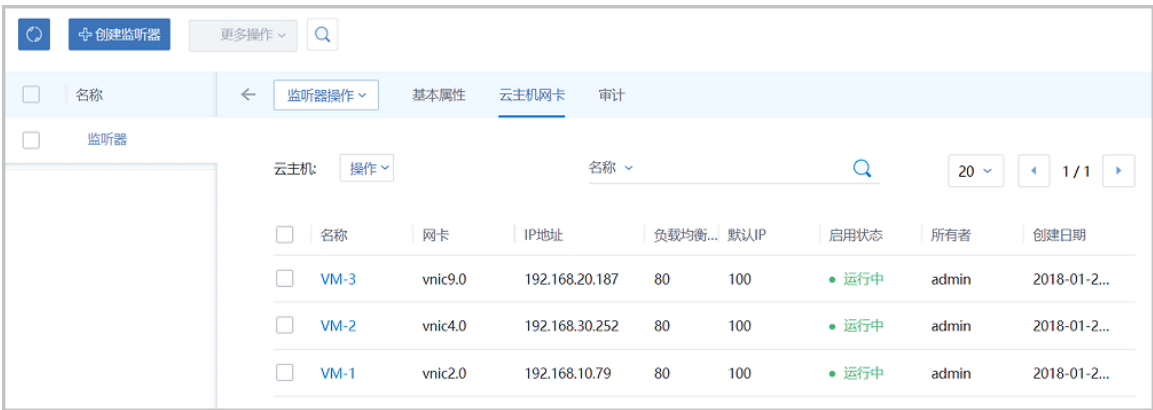 创建监听器 更多操作
名称 监听器操作 基本属性 云主机网卡 审计
监听器
云主机: 操作 名称 20 1 / 1
名称 网卡 IP地址 负载均衡... 默认IP 启用状态 所有者 创建日期
VM-3 vnic9.0 192.168.20.187 80 100 运行中 admin 2018-01-2...
VM-2 vnic4.0 192.168.30.252 80 100 运行中 admin 2018-01-2...
VM-1 vnic2.0 192.168.10.79 80 100 运行中 admin 2018-01-2...